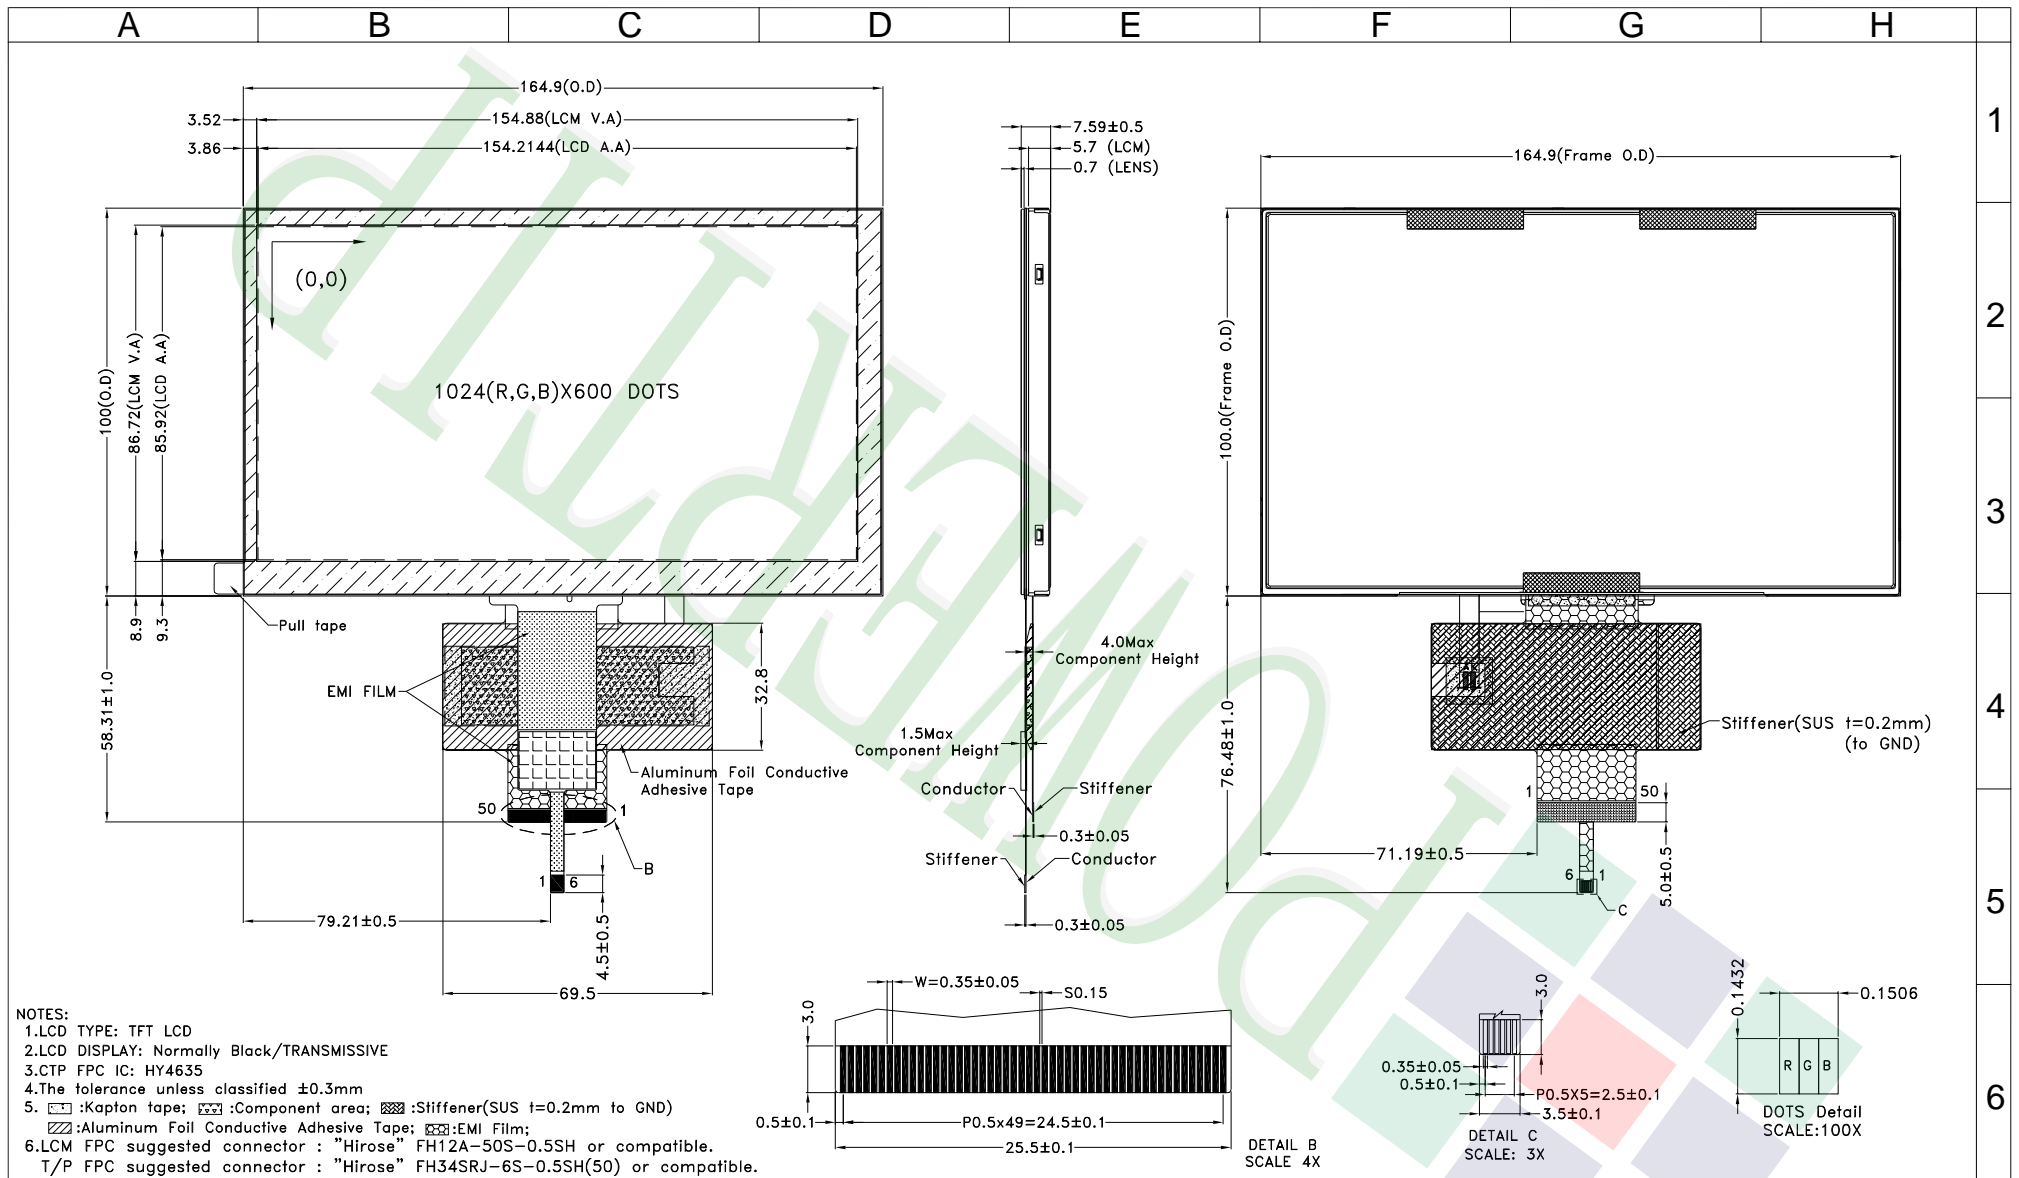 A B C D E F G H
1
2
3
4
5
6
164.9(O.D)
3.52
154.88(LCM V.A)
3.86
154.2144(LCD A.A)
100(O.D)
86.72(LCM V.A)
85.92(LCD A.A)
(0,0)
1024(R,G,B)X600 DOTS
8.9
9.3
Pull tape
58.31±1.0
EMI FILM
32.8
Aluminum Foil Conductive
Adhesive Tape
50
1
B
1
6
79.21±0.5
4.5±0.5
69.5
7.59±0.5
5.7 (LCM)
0.7 (LENS)
4.0Max
Component Height
1.5Max
Component Height
Conductor
Stiffener
0.3±0.05
Stiffener
Conductor
0.3±0.05
164.9(Frame O.D)
100.0(Frame O.D)
76.48±1.0
Stiffener(SUS t=0.2mm)
(to GND)
1
50
71.19±0.5
6
1
C
5.0±0.5
NOTES:
1.LCD TYPE: TFT LCD
2.LCD DISPLAY: Normally Black/TRANSMISSIVE
3.CTP FPC IC: HY4635
4.The tolerance unless classified ±0.3mm
5. :Kapton tape; :Component area; :Stiffener(SUS t=0.2mm to GND)
:Aluminum Foil Conductive Adhesive Tape; :EMI Film;
6.LCM FPC suggested connector : "Hirose" FH12A-50S-0.5SH or compatible.
T/P FPC suggested connector : "Hirose" FH34SRJ-6S-0.5SH(50) or compatible.
W=0.35±0.05
S0.15
3.0
0.5±0.1
P0.5x49=24.5±0.1
25.5±0.1
DETAIL B
SCALE 4X
3.0
0.35±0.05
0.5±0.1
P0.5X5=2.5±0.1
3.5±0.1
DETAIL C
SCALE: 3X
0.1432
0.1506
R G B
DOTS Detail
SCALE:100X
POWERTIP